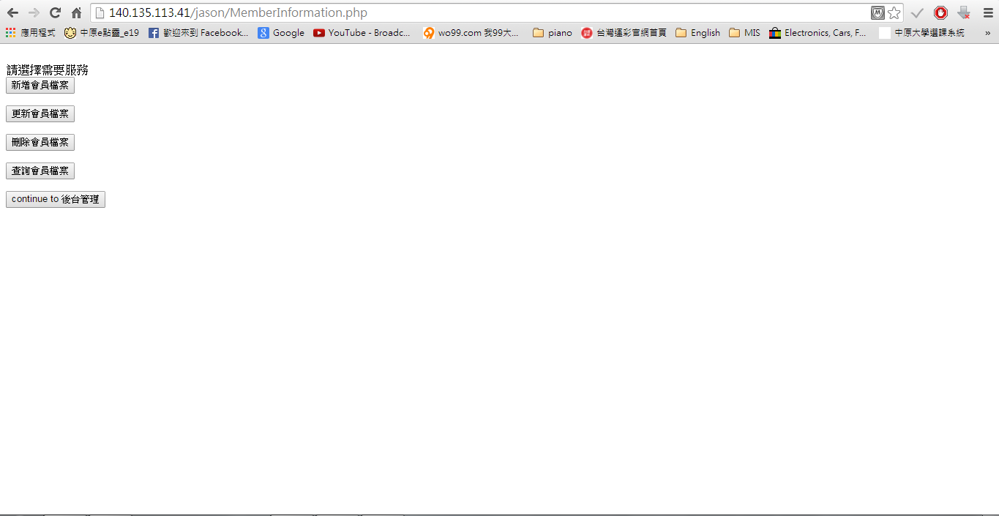 140.135.113.41/jason/MemberInformation.php
應用程式 中原e點靈_e19 歡迎來到 Facebook... Google YouTube - Broadc... wo99.com 我99大... piano 台灣運彩官網首頁 English MIS Electronics, Cars, F... 中原大學選課系統 »
請選擇需要服務
新增會員檔案
更新會員檔案
刪除會員檔案
查詢會員檔案
continue to 後台管理